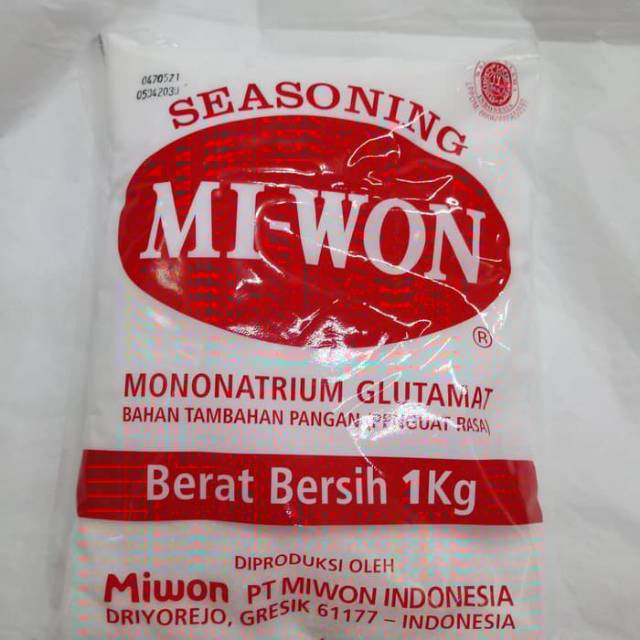 0470571
SEASONING
MI-WON
®
MONONATRIUM GLUTAMAT
BAHAN TAMBAHAN PANGAN (PENGUAT RASA)
Berat Bersih 1Kg
DIPRODUKSI OLEH
Miwon PT MIWON INDONESIA
DRIYOREJO, GRESIK 61177 – INDONESIA